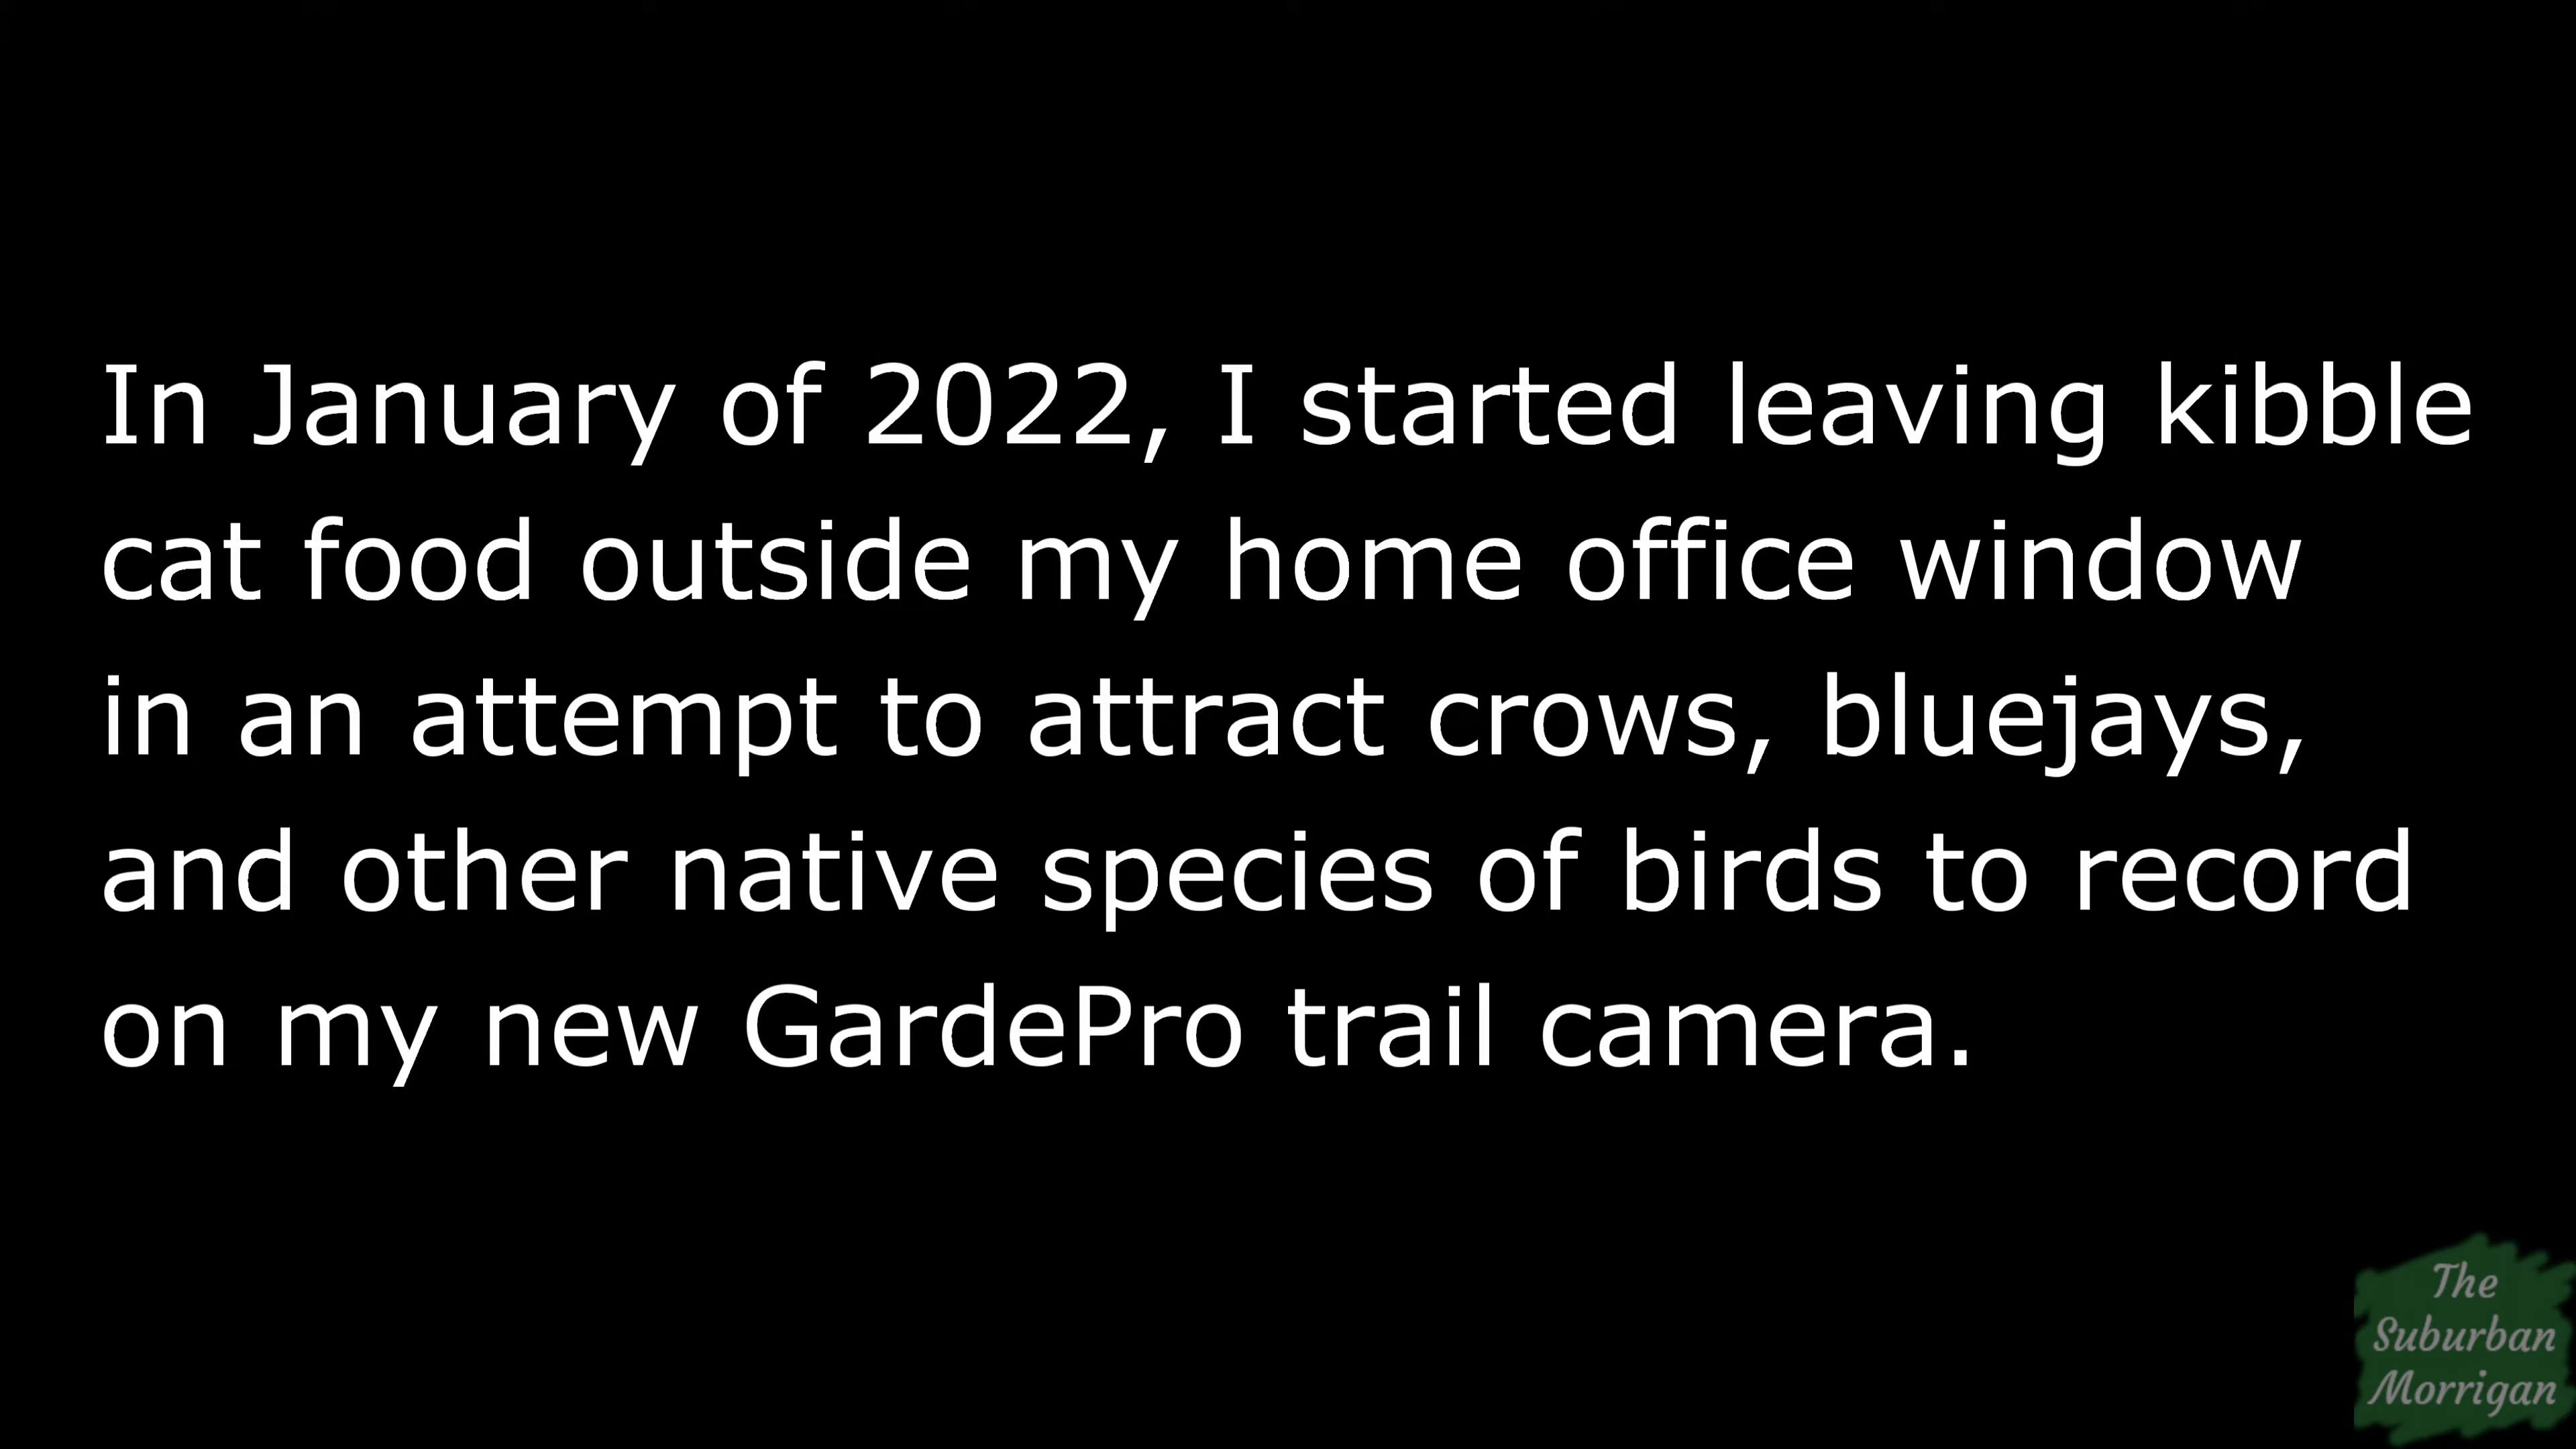 In January of 2022, I started leaving kibble
cat food outside my home office window
in an attempt to attract crows, bluejays,
and other native species of birds to record
on my new GardePro trail camera.
The
Suburban
Morrigan